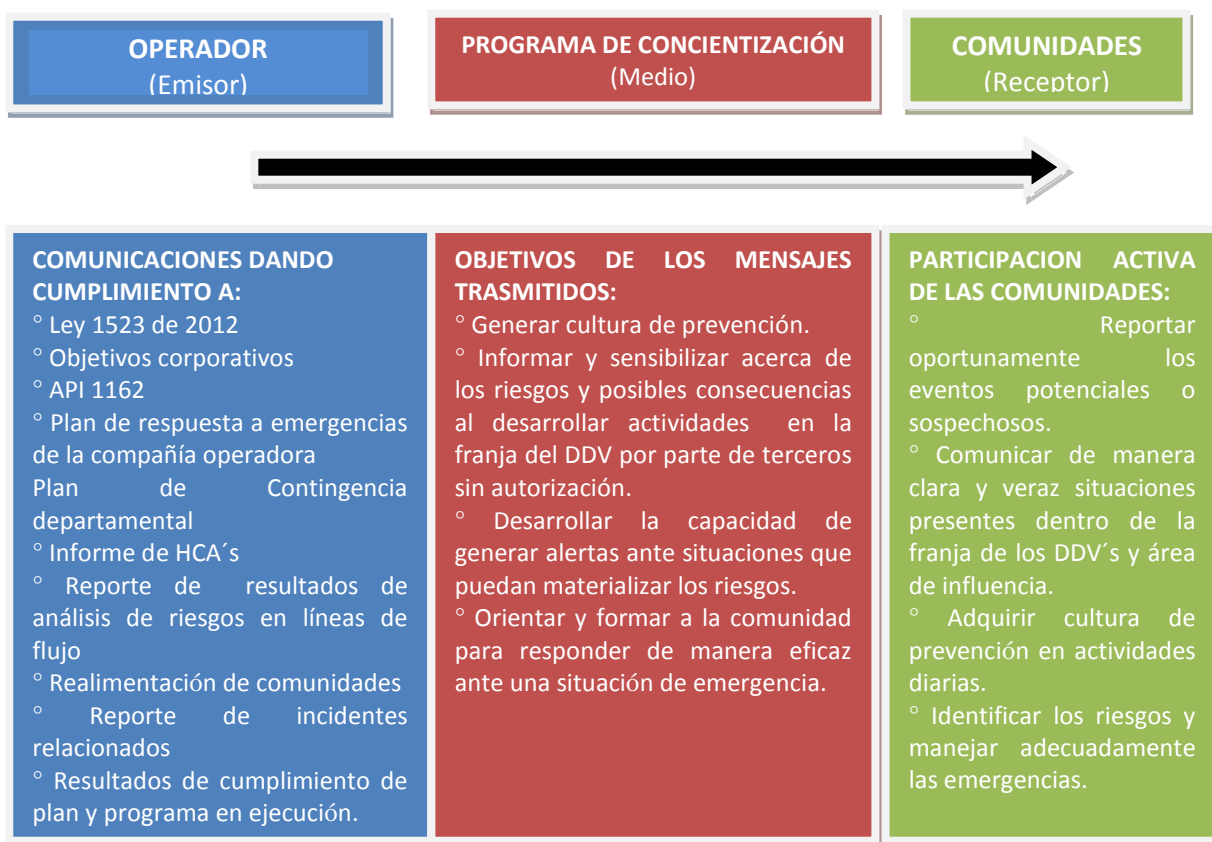 OPERADOR
(Emisor)
PROGRAMA DE CONCIENTIZACIÓN
(Medio)
COMUNIDADES
(Receptor)
COMUNICACIONES DANDO
CUMPLIMIENTO A:
° Ley 1523 de 2012
° Objetivos corporativos
° API 1162
° Plan de respuesta a emergencias
de la compañía operadora
Plan de Contingencia
departamental
° Informe de HCA´s
° Reporte de resultados de
análisis de riesgos en líneas de
flujo
° Realimentación de comunidades
° Reporte de incidentes
relacionados
° Resultados de cumplimiento de
plan y programa en ejecución.
OBJETIVOS DE LOS MENSAJES
TRASMITIDOS:
° Generar cultura de prevención.
° Informar y sensibilizar acerca de
los riesgos y posibles consecuencias
al desarrollar actividades en la
franja del DDV por parte de terceros
sin autorización.
° Desarrollar la capacidad de
generar alertas ante situaciones que
puedan materializar los riesgos.
° Orientar y formar a la comunidad
para responder de manera eficaz
ante una situación de emergencia.
PARTICIPACION ACTIVA
DE LAS COMUNIDADES:
° Reportar
oportunamente los
eventos potenciales o
sospechosos.
° Comunicar de manera
clara y veraz situaciones
presentes dentro de la
franja de los DDV´s y área
de influencia.
° Adquirir cultura de
prevención en actividades
diarias.
° Identificar los riesgos y
manejar adecuadamente
las emergencias.